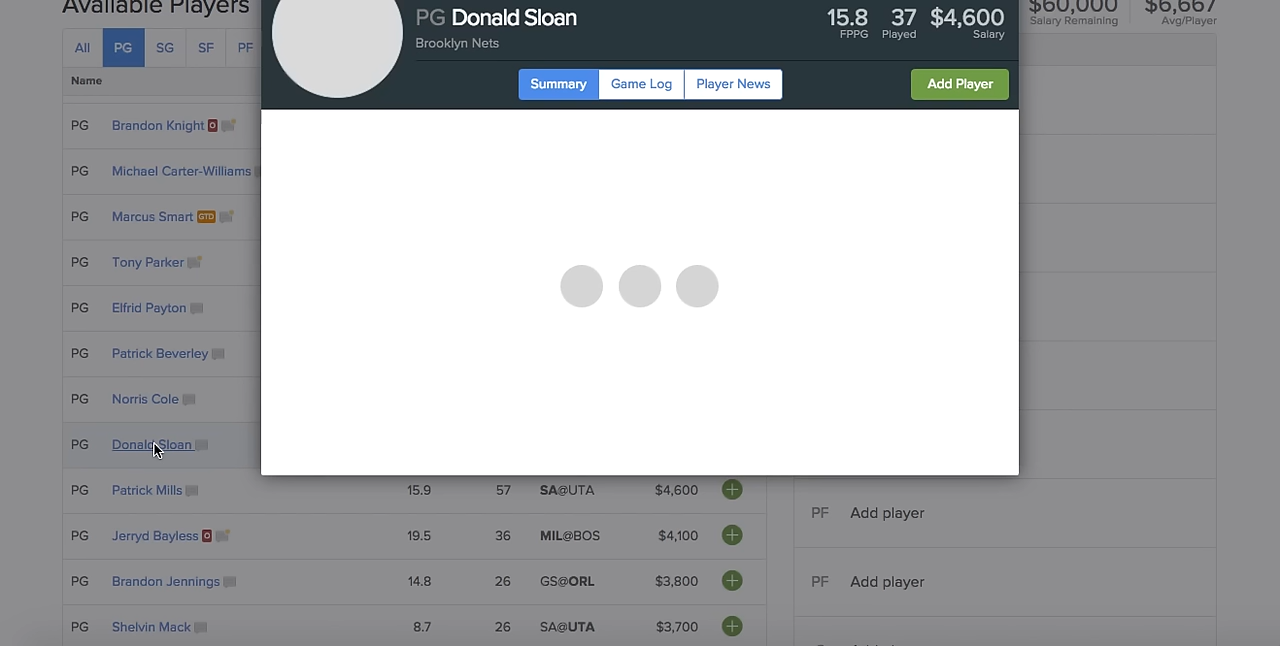 Available Players
All PG SG SF PF
Name
PG Brandon Knight O
PG Michael Carter-Williams
PG Marcus Smart GTD
PG Tony Parker
PG Elfrid Payton
PG Patrick Beverley
PG Norris Cole
PG Donald Sloan
PG Patrick Mills 15.9 57 SA@UTA $4,600
PG Jerryd Bayless O 19.5 36 MIL@BOS $4,100
PG Brandon Jennings 14.8 26 GS@ORL $3,800
PG Shelvin Mack 8.7 26 SA@UTA $3,700
PG Donald Sloan
Brooklyn Nets
15.8 37 $4,600
FPPG Played Salary
Summary Game Log Player News Add Player
$60,000 $6,667
Salary Remaining Avg/Player
PF Add player
PF Add player